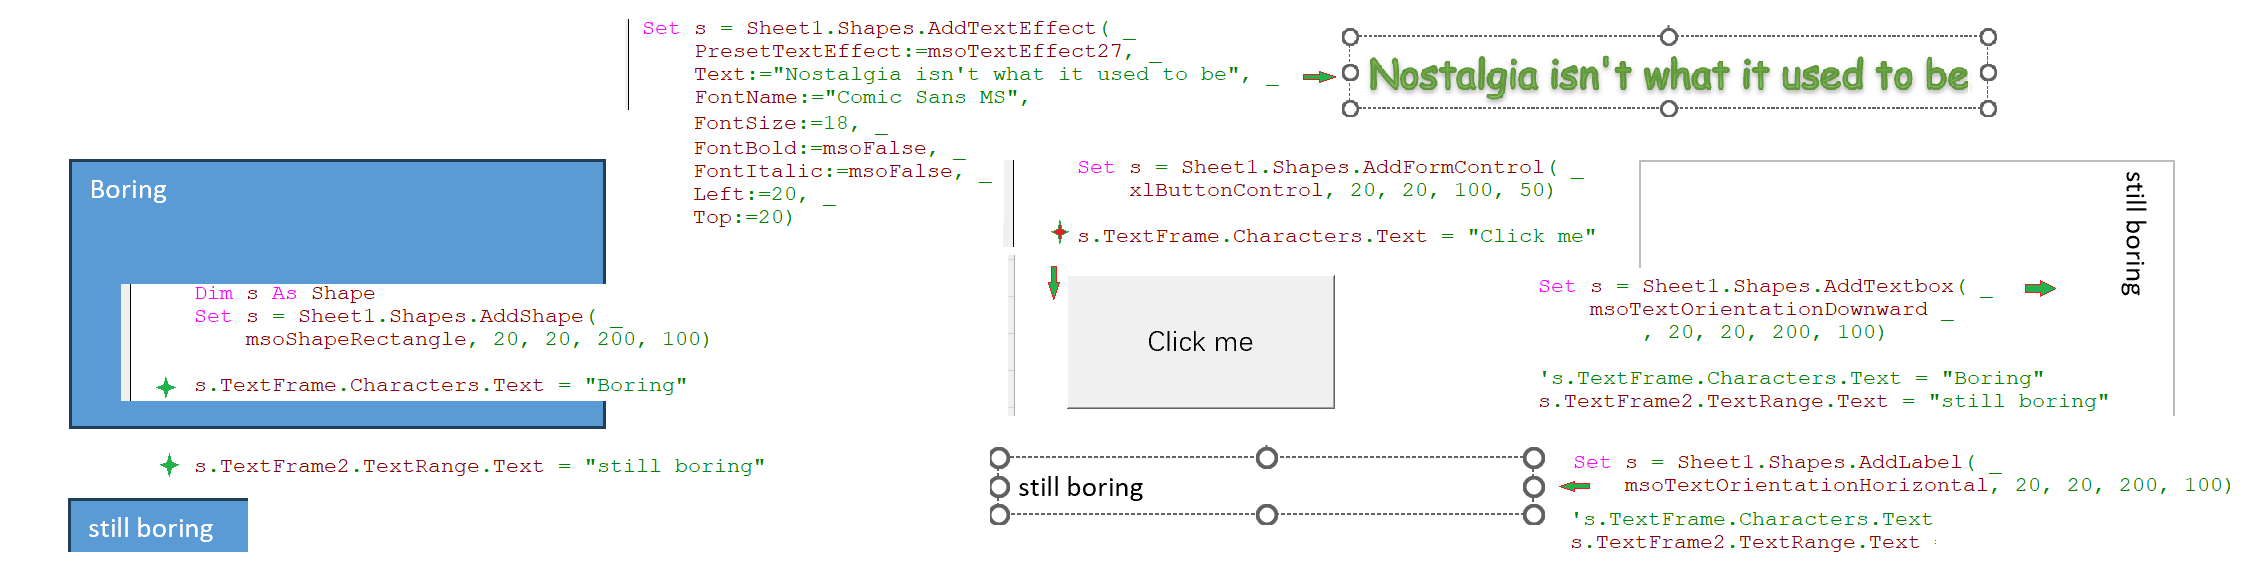 Set s = Sheet1.Shapes.AddTextEffect( _
PresetTextEffect:=msoTextEffect27, _
Text:="Nostalgia isn't what it used to be", _
FontName:="Comic Sans MS",
FontSize:=18, _
FontBold:=msoFalse, _
FontItalic:=msoFalse, _
Left:=20, _
Top:=20)
Nostalgia isn't what it used to be
Boring
Dim s As Shape
Set s = Sheet1.Shapes.AddShape( _
msoShapeRectangle, 20, 20, 200, 100)
s.TextFrame.Characters.Text = "Boring"
s.TextFrame2.TextRange.Text = "still boring"
still boring
Set s = Sheet1.Shapes.AddFormControl( _
xlButtonControl, 20, 20, 100, 50)
s.TextFrame.Characters.Text = "Click me"
Click me
still boring
Set s = Sheet1.Shapes.AddTextbox( _
msoTextOrientationDownward _
, 20, 20, 200, 100)
's.TextFrame.Characters.Text = "Boring"
s.TextFrame2.TextRange.Text = "still boring"
still boring
Set s = Sheet1.Shapes.AddLabel( _
msoTextOrientationHorizontal, 20, 20, 200, 100)
's.TextFrame.Characters.Text
s.TextFrame2.TextRange.Text =